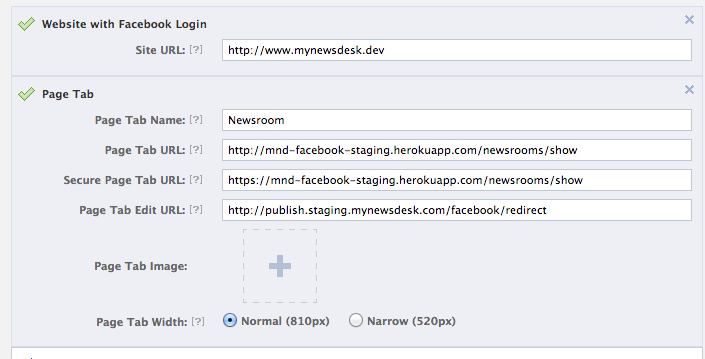 Website with Facebook Login
Site URL: [?] http://www.mynewsdesk.dev
Page Tab
Page Tab Name: [?] Newsroom
Page Tab URL: [?] http://mnd-facebook-staging.herokuapp.com/newsrooms/show
Secure Page Tab URL: [?] https://mnd-facebook-staging.herokuapp.com/newsrooms/show
Page Tab Edit URL: [?] http://publish.staging.mynewsdesk.com/facebook/redirect
Page Tab Image:
Page Tab Width: [?] Normal (810px) Narrow (520px)